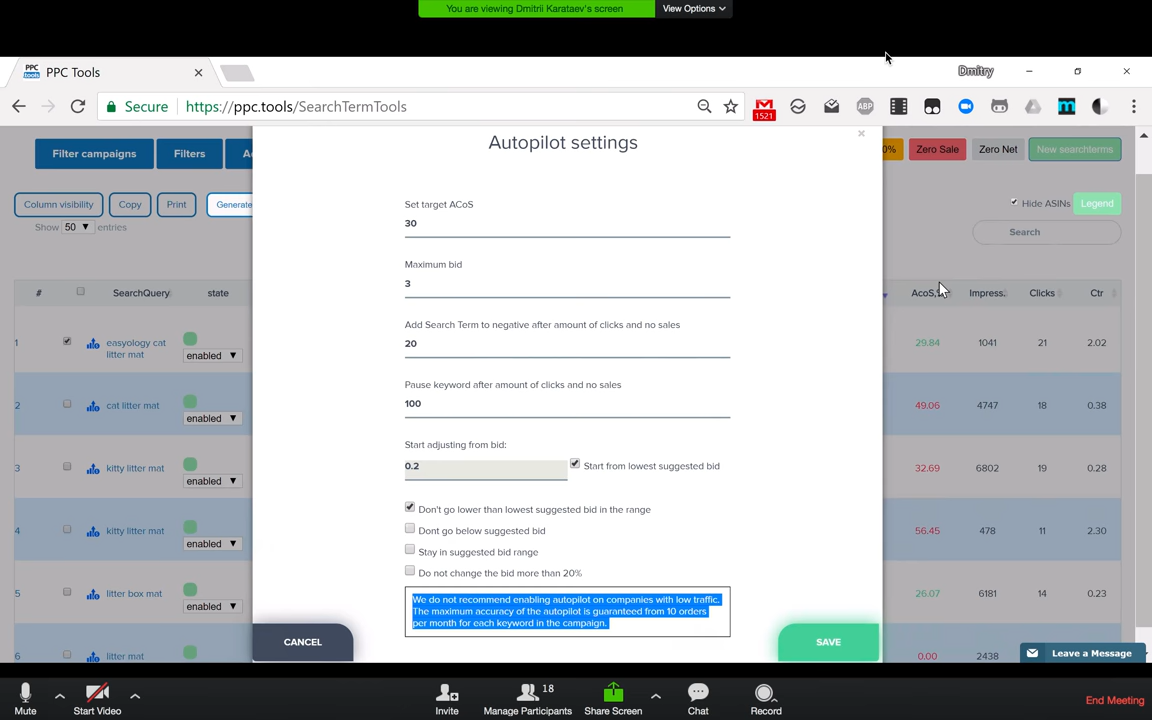 You are viewing Dmitrii Karataev's screen
View Options
PPC Tools
Dmitry
Secure
https://ppc.tools/SearchTermTools
1521
ABP
Filter campaigns
Filters
Autopilot settings
0%
Zero Sale
Zero Net
New searchterms
Column visibility
Copy
Print
Generate
Hide ASINs
Legend
Show 50 entries
Search
Set target ACoS
30
Maximum bid
3
Add Search Term to negative after amount of clicks and no sales
20
Pause keyword after amount of clicks and no sales
100
Start adjusting from bid:
0.2
Start from lowest suggested bid
Don't go lower than lowest suggested bid in the range
Dont go below suggested bid
Stay in suggested bid range
Do not change the bid more than 20%
We do not recommend enabling autopilot on companies with low traffic.
The maximum accuracy of the autopilot is guaranteed from 10 orders
per month for each keyword in the campaign.
CANCEL
SAVE
# SearchQuery state
AcoS,% Impress. Clicks Ctr
1 easyology cat litter mat enabled 29.84 1041 21 2.02
2 cat litter mat enabled 49.06 4747 18 0.38
3 kitty litter mat enabled 32.69 6802 19 0.28
4 kitty litter mat enabled 56.45 478 11 2.30
5 litter box mat enabled 26.07 6181 14 0.23
6 litter mat 0.00 2438
Leave a Message
Mute
Start Video
Invite
18
Manage Participants
Share Screen
Chat
Record
End Meeting